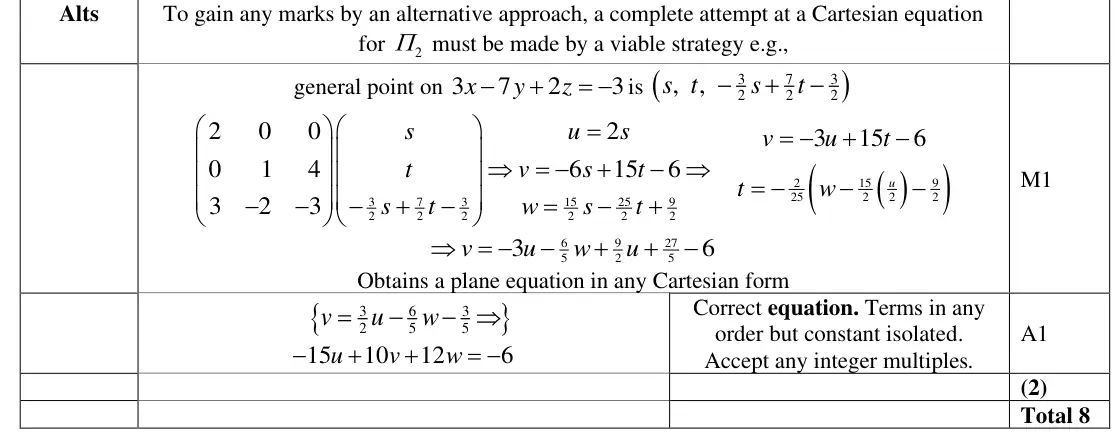 Alts To gain any marks by an alternative approach, a complete attempt at a Cartesian equation
for Π₂ must be made by a viable strategy e.g.,
general point on 3x − 7y + 2z = −3 is (s, t, −3/2 s + 7/2 t − 3/2)
(2 0 0; 0 1 4; 3 −2 −3)(s; t; −3/2 s + 7/2 t − 3/2) ⇒ u = 2s, v = −6s + 15t − 6, w = 15/2 s − 25/2 t + 9/2 ⇒ v = −3u + 15t − 6, t = −2/25 (w − 15/2 (u/2) − 9/2) M1
⇒ v = −3u − 6/5 w + 9/2 u + 27/5 − 6
Obtains a plane equation in any Cartesian form
{v = 3/2 u − 6/5 w − 3/5 ⇒}
−15u + 10v + 12w = −6
Correct equation. Terms in any
order but constant isolated.
Accept any integer multiples.
A1
(2)
Total 8